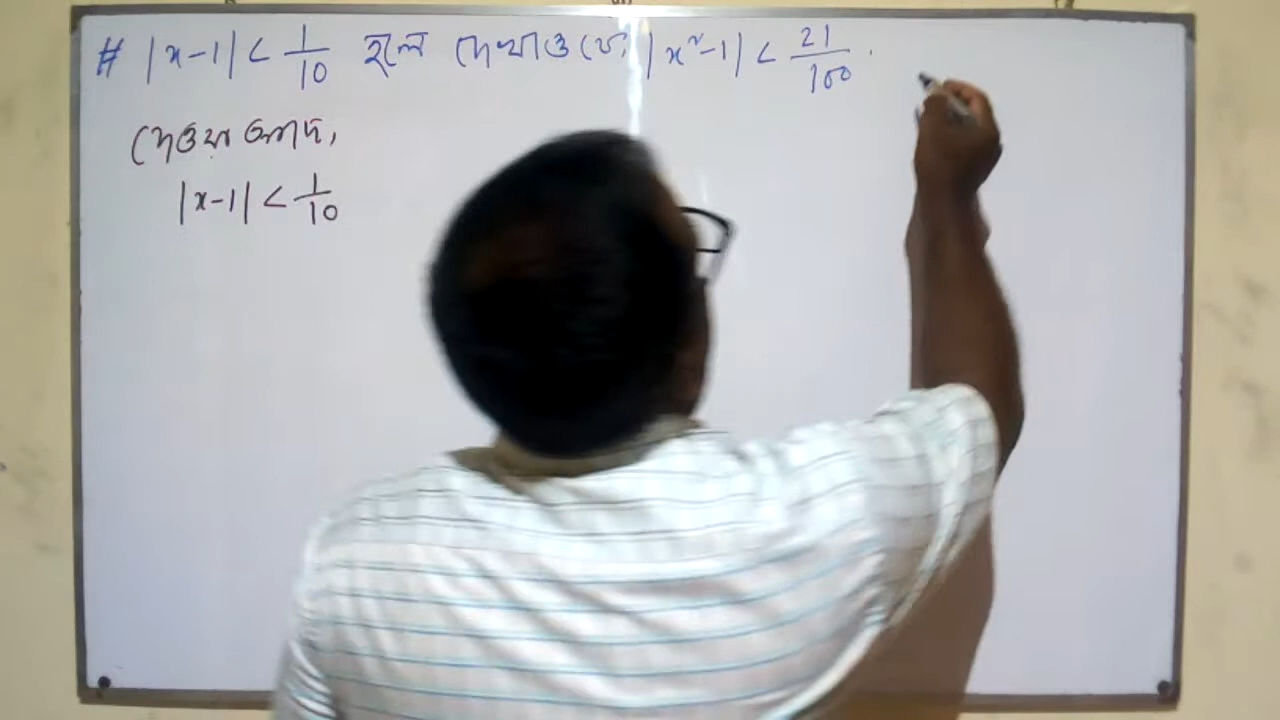 # |x-1| < 1/10 হলে দেখাও যে, |x²-1| < 21/100 .
দেওয়া আছে,
|x-1| < 1/10